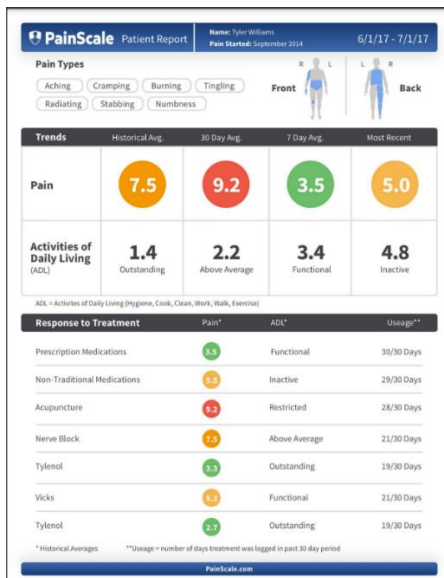 PainScale Patient Report
Name: Tyler Williams
Pain Started: September 2014
6/1/17 - 7/1/17
Pain Types
Aching Cramping Burning Tingling
Radiating Stabbing Numbness
R L
Front
L R
Back
Trends Historical Avg. 30 Day Avg. 7 Day Avg. Most Recent
Pain 7.5 9.2 3.5 5.0
Activities of
Daily Living
(ADL)
1.4 2.2 3.4 4.8
Outstanding Above Average Functional Inactive
ADL = Activites of Daily Living (Hygiene, Cook, Clean, Work, Walk, Exercise)
Response to Treatment Pain* ADL* Useage**
Prescription Medications 3.5 Functional 30/30 Days
Non-Traditional Medications 5.5 Inactive 29/30 Days
Acupuncture 9.2 Restricted 28/30 Days
Nerve Block 7.5 Above Average 21/30 Days
Tylenol 3.3 Outstanding 19/30 Days
Vicks 5.3 Functional 21/30 Days
Tylenol 2.7 Outstanding 19/30 Days
* Historical Averages **Useage = number of days treatment was logged in past 30 day period
PainScale.com